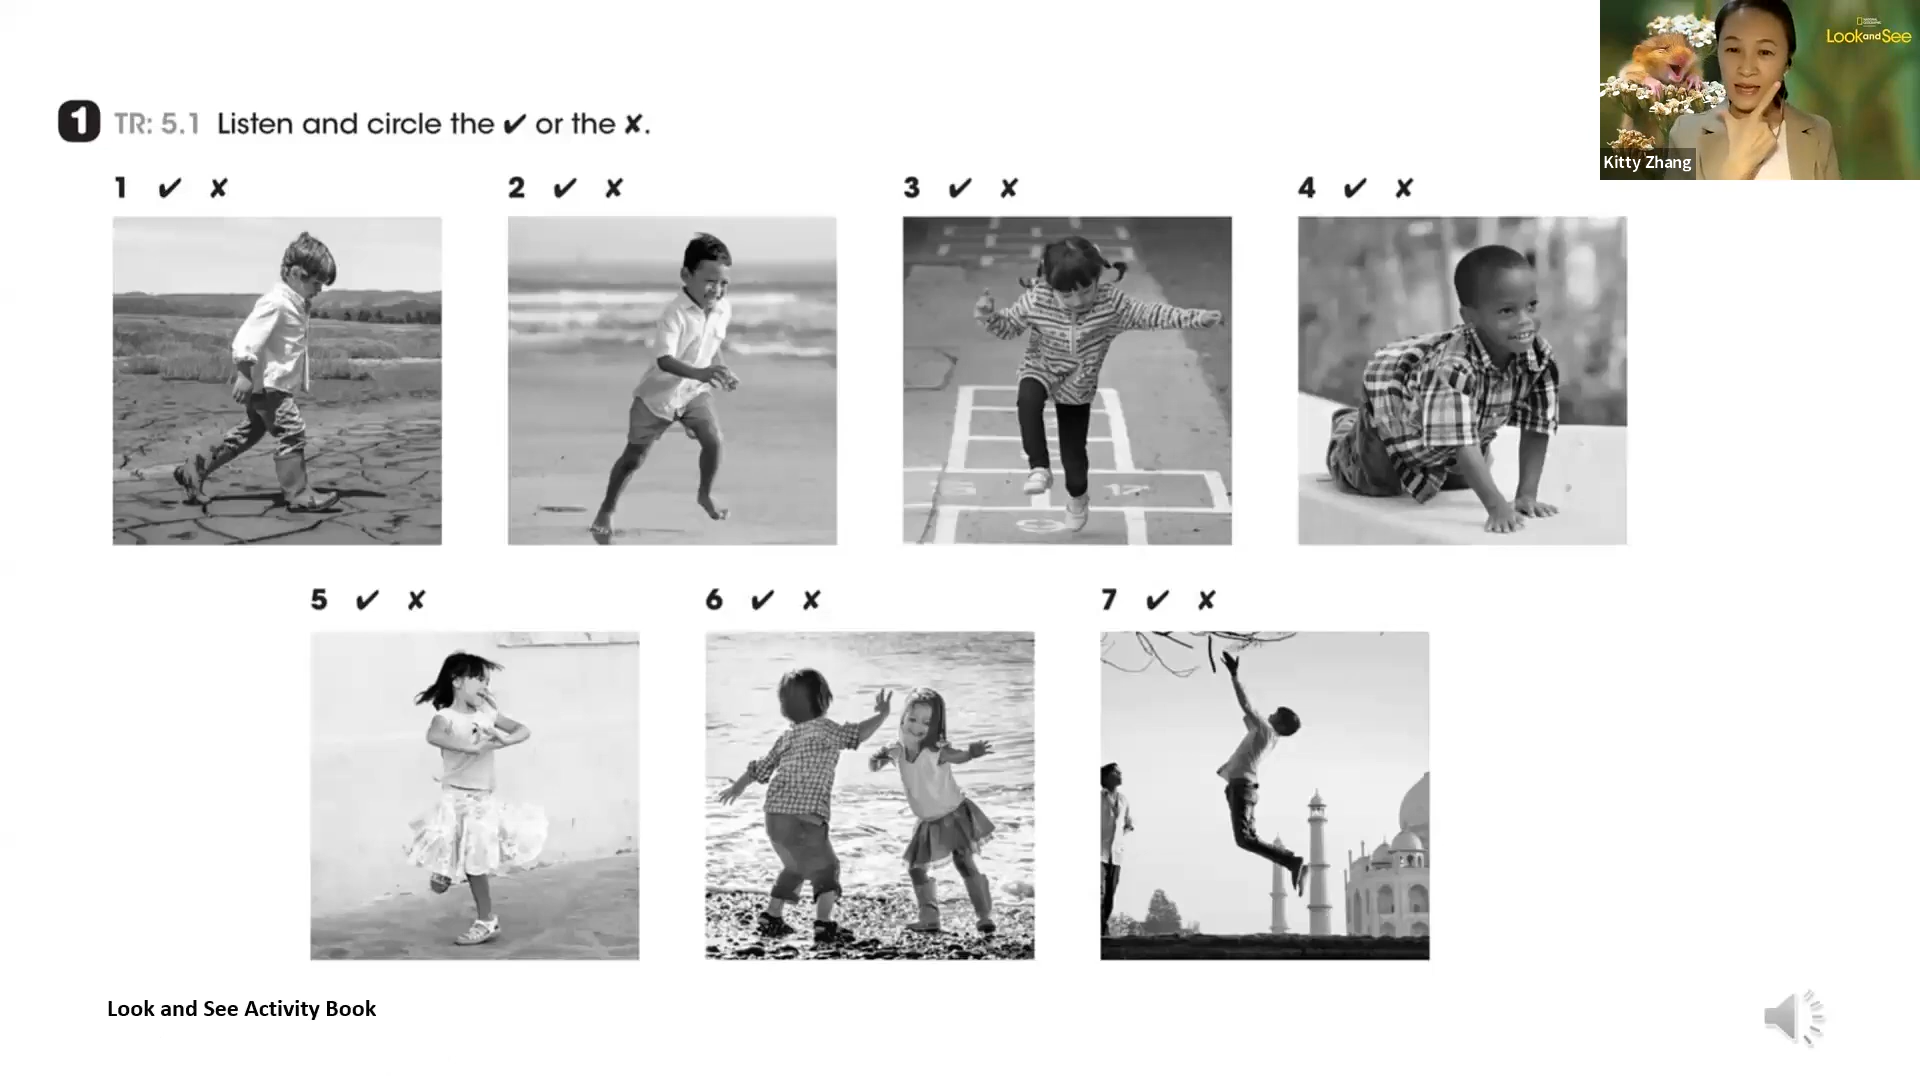 1 TR: 5.1 Listen and circle the ✔ or the ✘.
1 ✔ ✘ 2 ✔ ✘ 3 ✔ ✘ 4 ✔ ✘
5 ✔ ✘ 6 ✔ ✘ 7 ✔ ✘
Look and See Activity Book
Look and See
Kitty Zhang